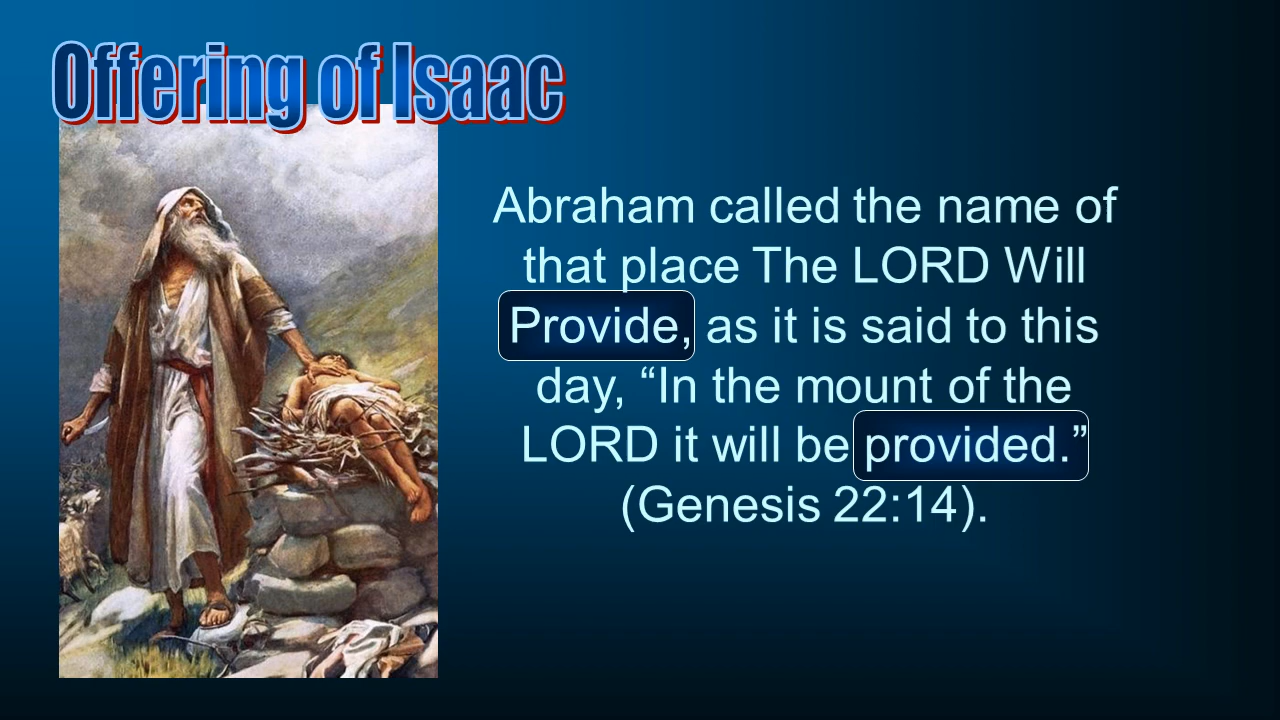 Offering of Isaac
Abraham called the name of
that place The LORD Will
Provide, as it is said to this
day, “In the mount of the
LORD it will be provided.”
(Genesis 22:14).